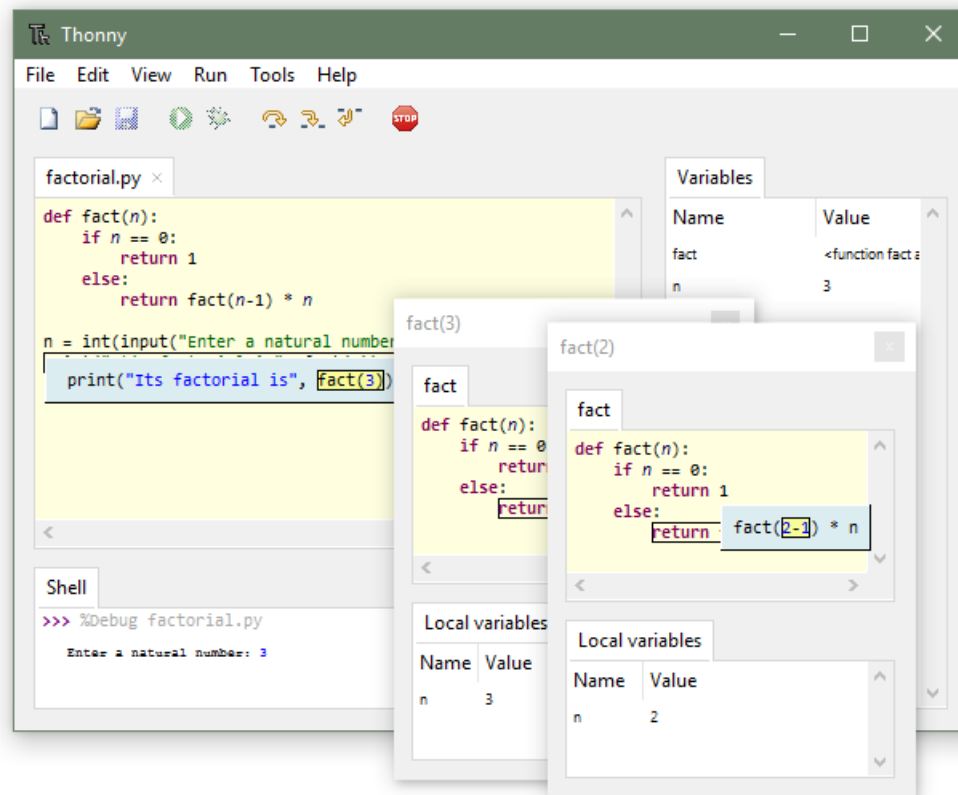 Thonny
File Edit View Run Tools Help
STOP
factorial.py
def fact(n):
if n == 0:
return 1
else:
return fact(n-1) * n
n = int(input("Enter a natural number
print("Its factorial is", fact(3))
Shell
>>> %Debug factorial.py
Enter a natural number: 3
Variables
Name Value
fact <function fact a
n 3
fact(3)
fact
def fact(n):
if n == 0
return
else:
return
Local variables
Name Value
n 3
fact(2)
fact
def fact(n):
if n == 0:
return 1
else:
return fact(2-1) * n
Local variables
Name Value
n 2